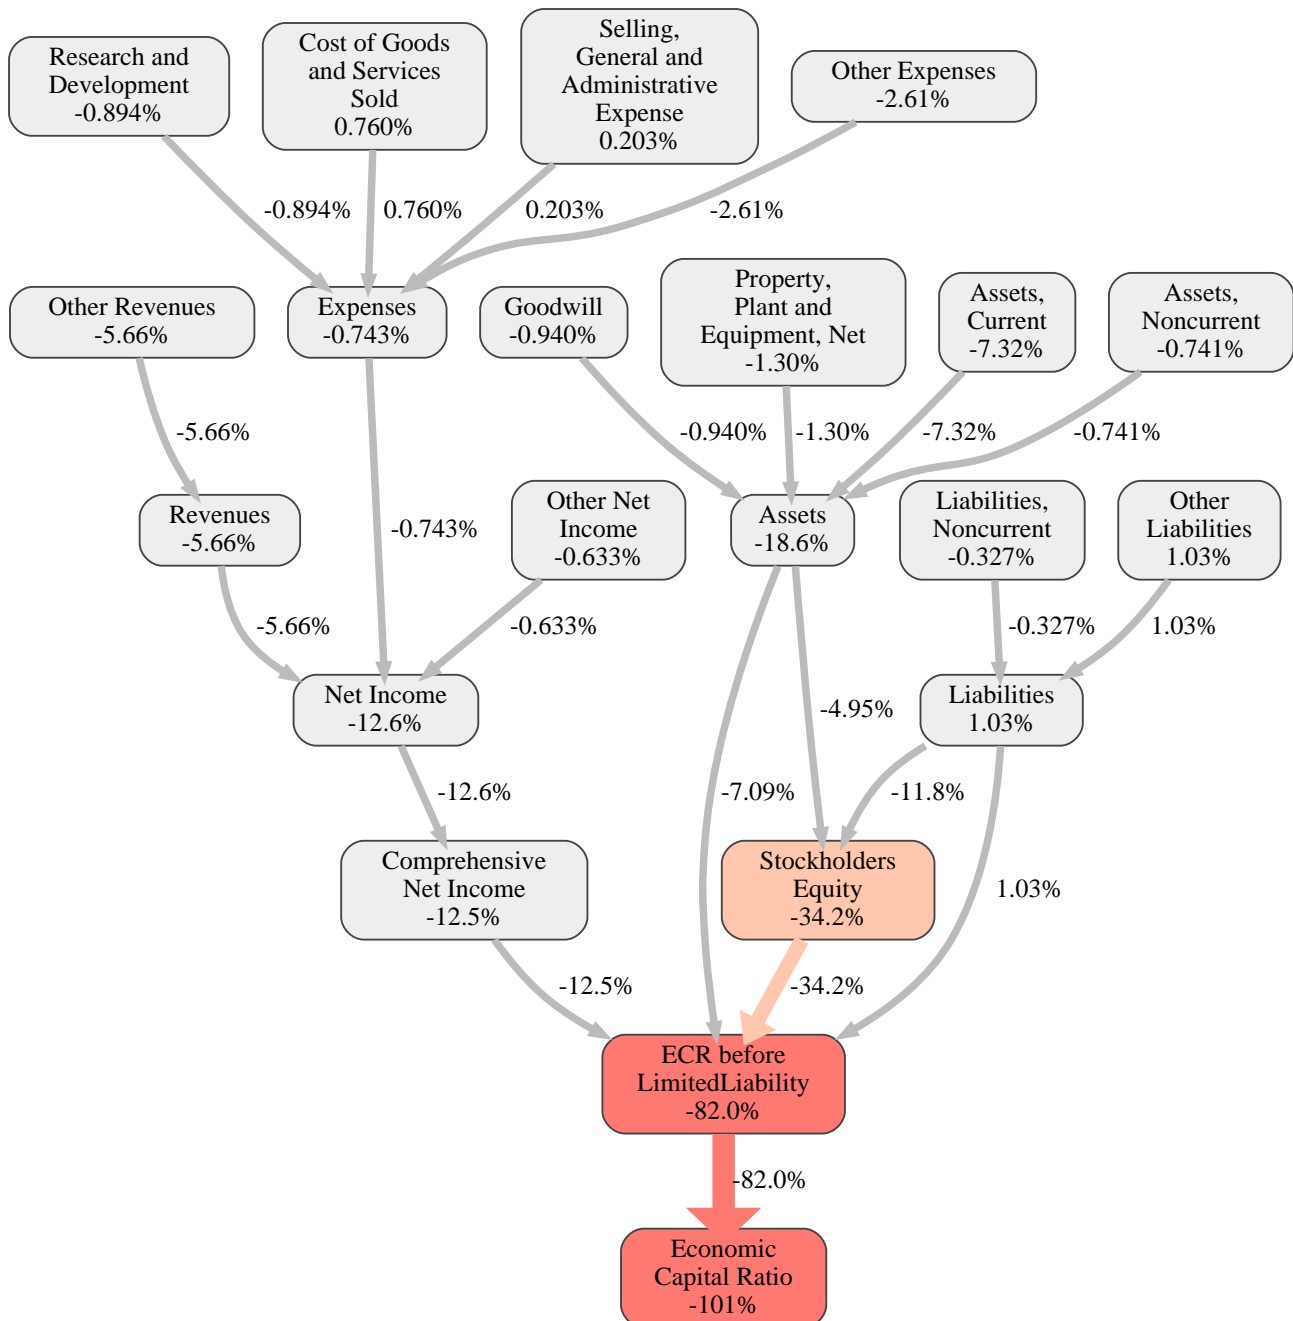 Research and
Development
-0.894%
Cost of Goods
and Services
Sold
0.760%
Selling,
General and
Administrative
Expense
0.203%
Other Expenses
-2.61%
-0.894%
0.760%
0.203%
-2.61%
Other Revenues
-5.66%
Expenses
-0.743%
Goodwill
-0.940%
Property,
Plant and
Equipment, Net
-1.30%
Assets,
Current
-7.32%
Assets,
Noncurrent
-0.741%
-5.66%
-0.940%
-1.30%
-7.32%
-0.741%
Revenues
-5.66%
-0.743%
Other Net
Income
-0.633%
Assets
-18.6%
Liabilities,
Noncurrent
-0.327%
Other
Liabilities
1.03%
-5.66%
-0.633%
-0.327%
1.03%
Net Income
-12.6%
-4.95%
Liabilities
1.03%
-12.6%
-7.09%
-11.8%
Comprehensive
Net Income
-12.5%
Stockholders
Equity
-34.2%
1.03%
-12.5%
-34.2%
ECR before
LimitedLiability
-82.0%
-82.0%
Economic
Capital Ratio
-101%